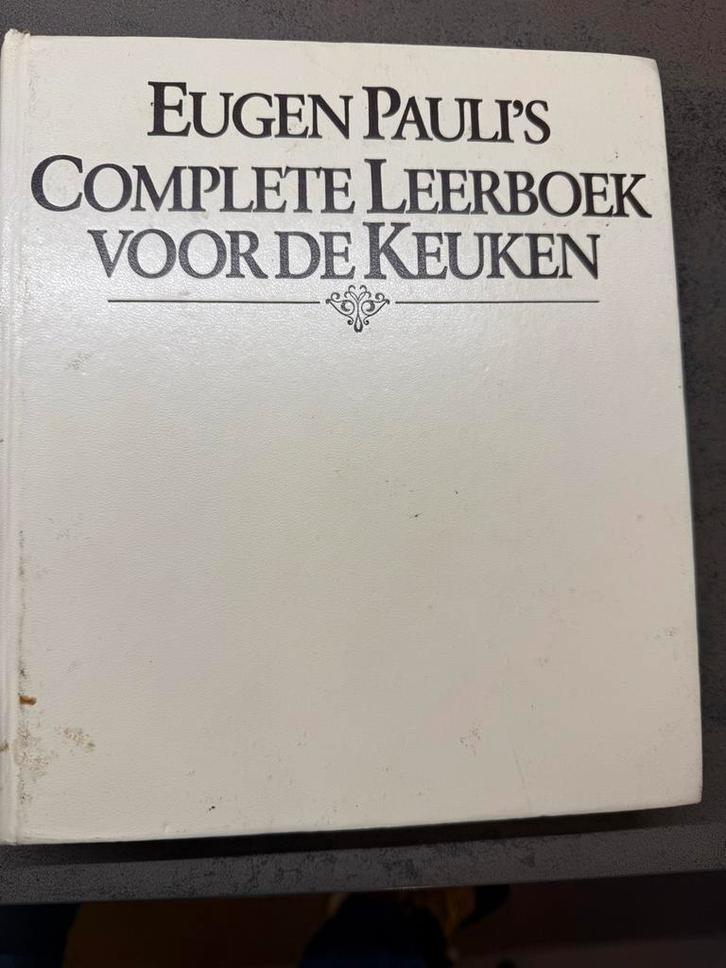 EUGEN PAULI'S
COMPLETE LEERBOEK
VOOR DE KEUKEN